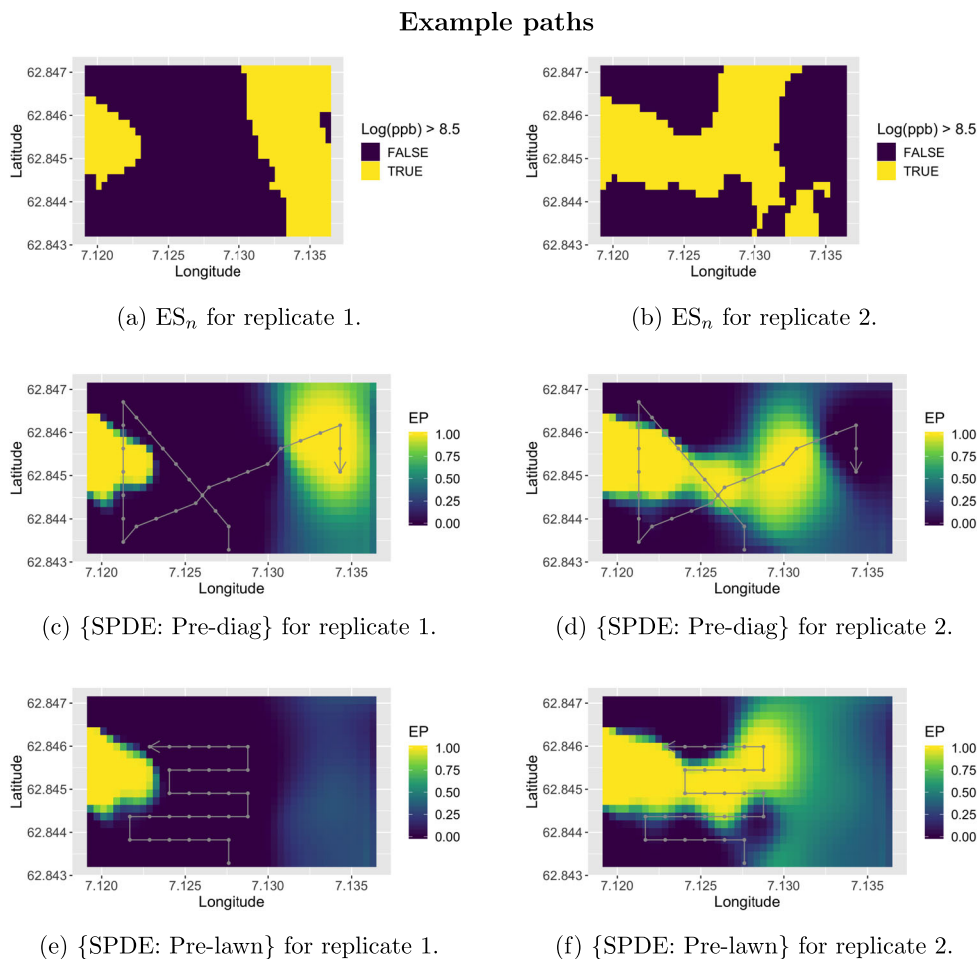 Example paths
62.847
62.846
62.845
62.844
62.843
Latitude
7.120 7.125 7.130 7.135
Longitude
Log(ppb) > 8.5
FALSE
TRUE
62.847
62.846
62.845
62.844
62.843
Latitude
7.120 7.125 7.130 7.135
Longitude
Log(ppb) > 8.5
FALSE
TRUE
(a) ESₙ for replicate 1.
(b) ESₙ for replicate 2.
62.847
62.846
62.845
62.844
62.843
Latitude
7.120 7.125 7.130 7.135
Longitude
EP
1.00
0.75
0.50
0.25
0.00
62.847
62.846
62.845
62.844
62.843
Latitude
7.120 7.125 7.130 7.135
Longitude
EP
1.00
0.75
0.50
0.25
0.00
(c) {SPDE: Pre-diag} for replicate 1.
(d) {SPDE: Pre-diag} for replicate 2.
62.847
62.846
62.845
62.844
62.843
Latitude
7.120 7.125 7.130 7.135
Longitude
EP
1.00
0.75
0.50
0.25
0.00
62.847
62.846
62.845
62.844
62.843
Latitude
7.120 7.125 7.130 7.135
Longitude
EP
1.00
0.75
0.50
0.25
0.00
(e) {SPDE: Pre-lawn} for replicate 1.
(f) {SPDE: Pre-lawn} for replicate 2.